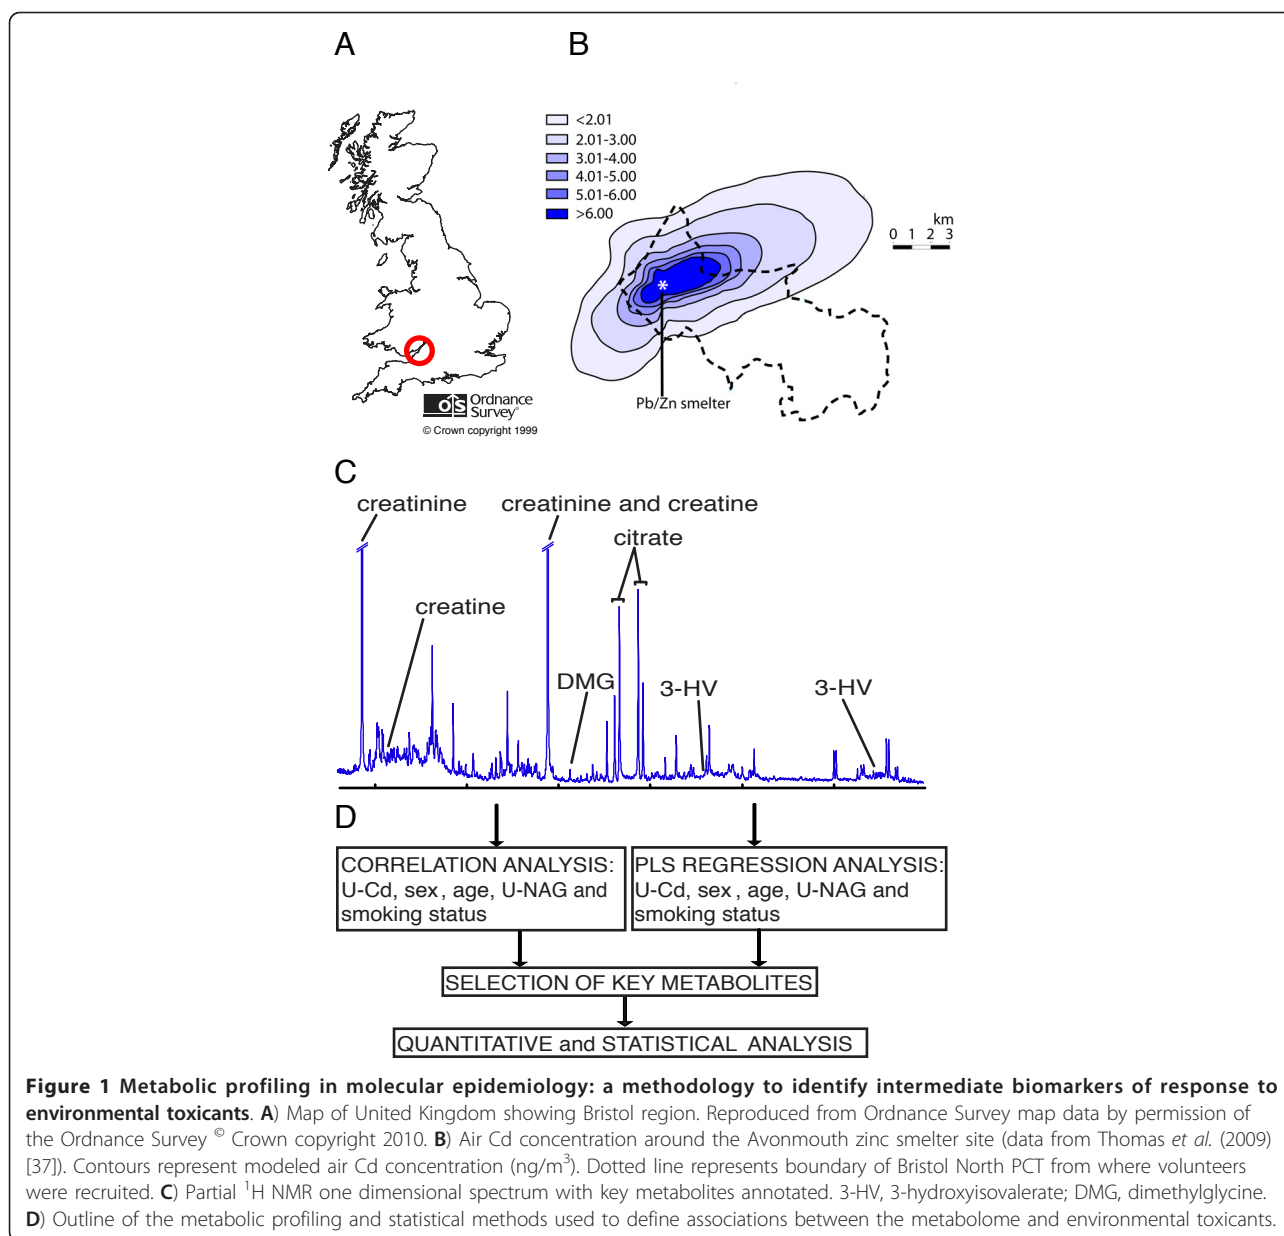 A
B
<2.01
2.01-3.00
3.01-4.00
4.01-5.00
5.01-6.00
>6.00
km
0 1 2 3
*
Pb/Zn smelter
OS Ordnance
Survey®
© Crown copyright 1999
C
creatinine
creatinine and creatine
citrate
creatine
DMG
3-HV
3-HV
D
CORRELATION ANALYSIS:
U-Cd, sex, age, U-NAG and
smoking status
PLS REGRESSION ANALYSIS:
U-Cd, sex, age, U-NAG and
smoking status
SELECTION OF KEY METABOLITES
QUANTITATIVE and STATISTICAL ANALYSIS
Figure 1 Metabolic profiling in molecular epidemiology: a methodology to identify intermediate biomarkers of response to
environmental toxicants. A) Map of United Kingdom showing Bristol region. Reproduced from Ordnance Survey map data by permission of
the Ordnance Survey © Crown copyright 2010. B) Air Cd concentration around the Avonmouth zinc smelter site (data from Thomas et al. (2009)
[37]). Contours represent modeled air Cd concentration (ng/m³). Dotted line represents boundary of Bristol North PCT from where volunteers
were recruited. C) Partial ¹H NMR one dimensional spectrum with key metabolites annotated. 3-HV, 3-hydroxyisovalerate; DMG, dimethylglycine.
D) Outline of the metabolic profiling and statistical methods used to define associations between the metabolome and environmental toxicants.